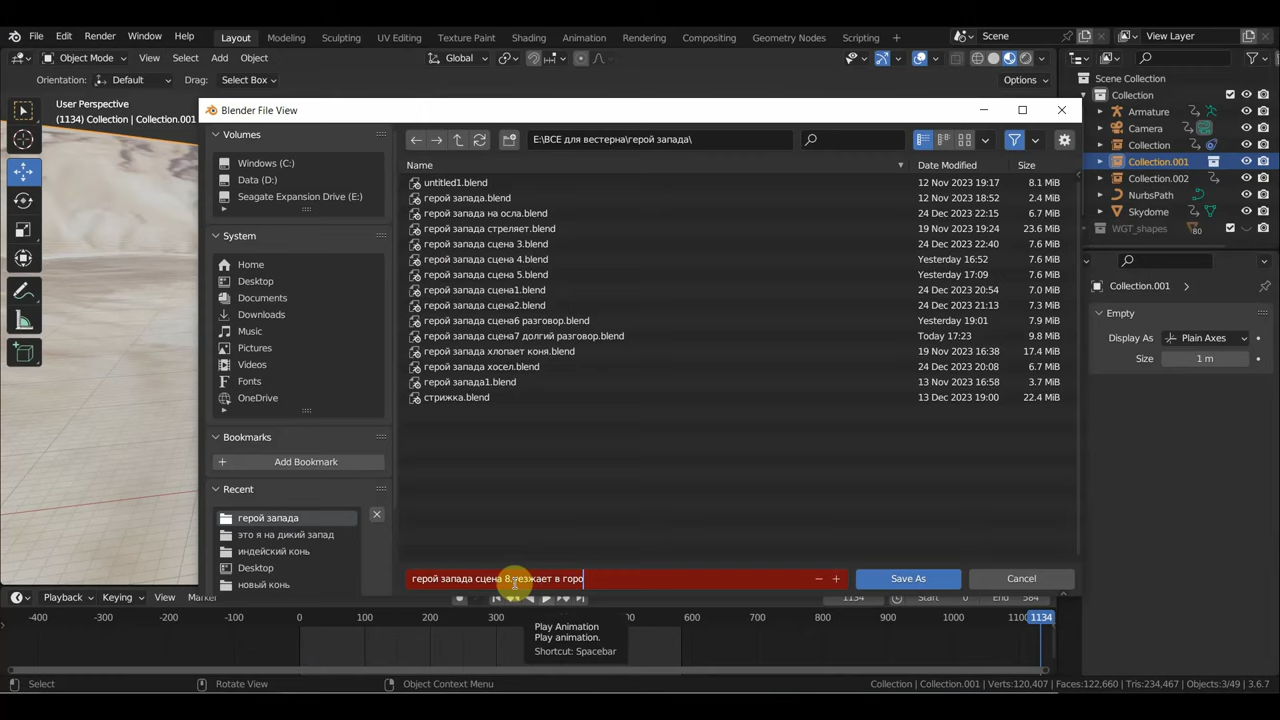 File Edit Render Window Help Layout Modeling Sculpting UV Editing Texture Paint Shading Animation Rendering Compositing Geometry Nodes Scripting + Scene View Layer
Object Mode View Select Add Object Global Options
Orientation: Default Drag: Select Box
User Perspective
(1134) Collection | Collection.001
Scene Collection
Collection
Armature
Camera
Collection
Collection.001
Collection.002
NurbsPath
Skydome
WGT_shapes 80
Collection.001
Empty
Display As Plain Axes
Size 1 m
Blender File View
Volumes
Windows (C:)
Data (D:)
Seagate Expansion Drive (E:)
System
Home
Desktop
Documents
Downloads
Music
Pictures
Videos
Fonts
OneDrive
Bookmarks
Add Bookmark
Recent
герой запада
это я на дикий запад
индейский конь
Desktop
новый конь
E:\ВСЕ для вестерна\герой запада\
Name Date Modified Size
untitled1.blend 12 Nov 2023 19:17 8.1 MiB
герой запада.blend 12 Nov 2023 18:52 2.4 MiB
герой запада на осла.blend 24 Dec 2023 22:15 6.7 MiB
герой запада стреляет.blend 19 Nov 2023 19:24 23.6 MiB
герой запада сцена 3.blend 24 Dec 2023 22:40 7.6 MiB
герой запада сцена 4.blend Yesterday 16:52 7.6 MiB
герой запада сцена 5.blend Yesterday 17:09 7.6 MiB
герой запада сцена1.blend 24 Dec 2023 20:54 7.0 MiB
герой запада сцена2.blend 24 Dec 2023 21:13 7.3 MiB
герой запада сцена6 разговор.blend Yesterday 19:01 7.9 MiB
герой запада сцена7 долгий разговор.blend Today 17:23 9.8 MiB
герой запада хлопает коня.blend 19 Nov 2023 16:38 17.4 MiB
герой запада хосел.blend 24 Dec 2023 20:08 6.7 MiB
герой запада1.blend 13 Nov 2023 16:58 3.7 MiB
стрижка.blend 13 Dec 2023 19:00 22.4 MiB
герой запада сцена в горо
Save As Cancel
Playback Keying View Marker 1134 Start 0 End 584
-400 -300 -200 -100 0 100 200 300 500 600 700 800 900 1000 1134
Play Animation
Play animation.
Shortcut: Spacebar
Select Rotate View Object Context Menu Collection | Collection.001 | Verts:120,407 | Faces:122,660 | Tris:234,467 | Objects:3/49 | 3.6.7